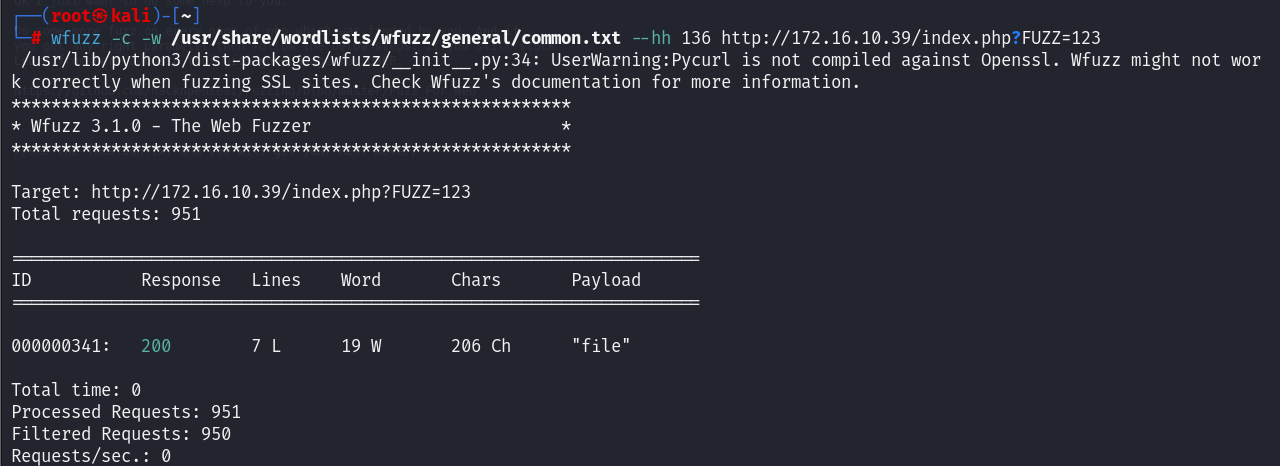 ┌──(root㉿kali)-[~]
└─# wfuzz -c -w /usr/share/wordlists/wfuzz/general/common.txt --hh 136 http://172.16.10.39/index.php?FUZZ=123
/usr/lib/python3/dist-packages/wfuzz/__init__.py:34: UserWarning:Pycurl is not compiled against Openssl. Wfuzz might not wor
k correctly when fuzzing SSL sites. Check Wfuzz's documentation for more information.
********************************************************
* Wfuzz 3.1.0 - The Web Fuzzer                         *
********************************************************
Target: http://172.16.10.39/index.php?FUZZ=123
Total requests: 951
=====================================================================
ID           Response   Lines    Word       Chars       Payload
=====================================================================
000000341:   200        7 L      19 W       206 Ch      "file"
Total time: 0
Processed Requests: 951
Filtered Requests: 950
Requests/sec.: 0